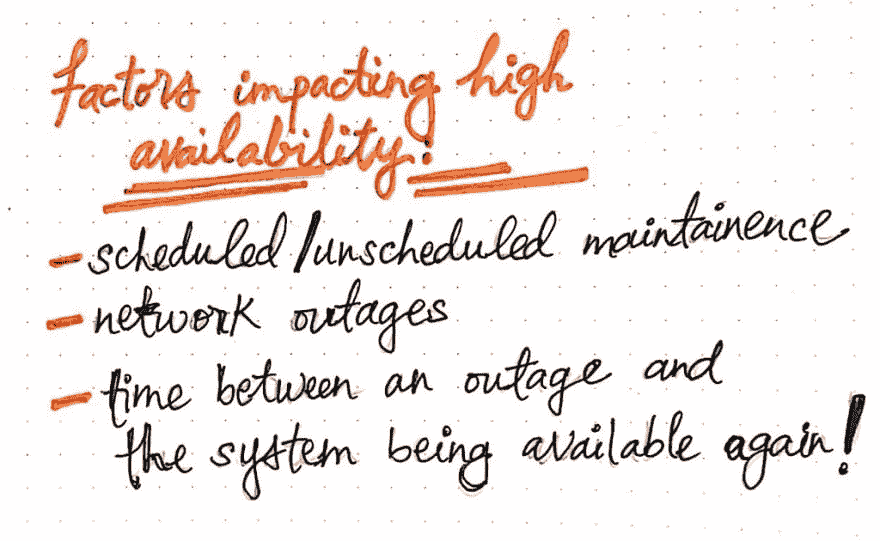 factors impacting high
availability:
- scheduled/unscheduled maintainence
- network outages
- time between an outage and
the system being available again!